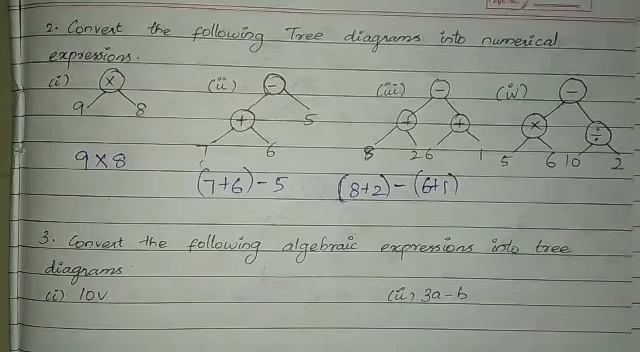 Page No.
2. Convert the following Tree diagrams into numerical
expressions.
(i) × (ii) − (iii) − (iv) −
9 8 + 5 + + × ÷
7 6 8 2 6 1 5 6 10 2
9 × 8 (7+6) - 5 (8+2) - (6+1)
3. Convert the following algebraic expressions into tree
diagrams.
(i) 10v (ii) 3a-b